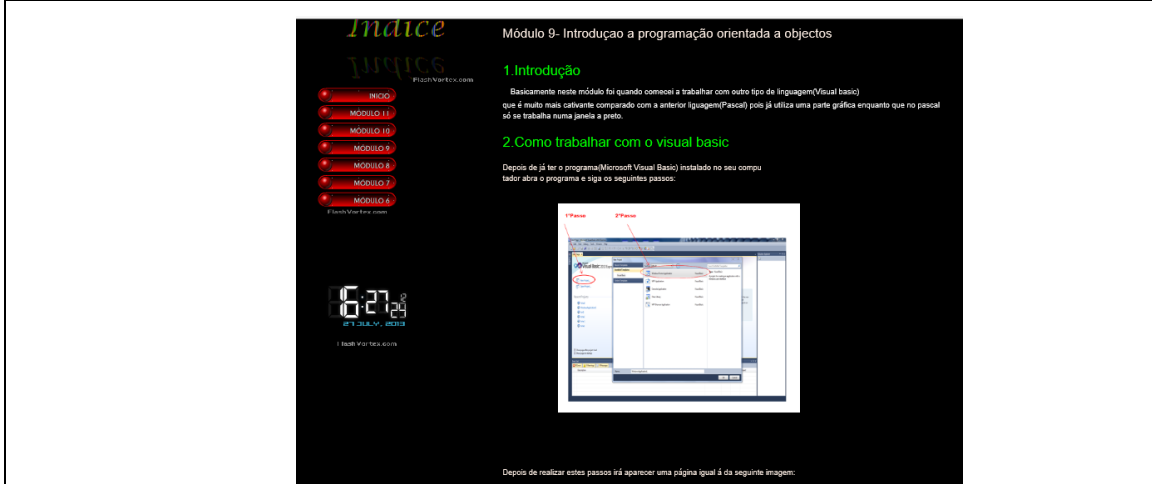 Indice
FlashVortex.com
INICIO
MÓDULO 11
MÓDULO 10
MÓDULO 9
MÓDULO 8
MÓDULO 7
MÓDULO 6
FlashVortex.com
6:27 29
27 JULY, 2013
FlashVortex.com
Módulo 9- Introduçao a programação orientada a objectos
1.Introdução
Basicamente neste módulo foi quando comecei a trabalhar com outro tipo de linguagem(Visual basic)
que é muito mais cativante comparado com a anterior liguagem(Pascal) pois já utiliza uma parte gráfica enquanto que no pascal
só se trabalha numa janela a preto.
2.Como trabalhar com o visual basic
Depois de já ter o programa(Microsoft Visual Basic) instalado no seu compu
tador abra o programa e siga os seguintes passos:
1ºPasso
2ºPasso
Depois de realizar estes passos irá aparecer uma página igual á da seguinte imagem: